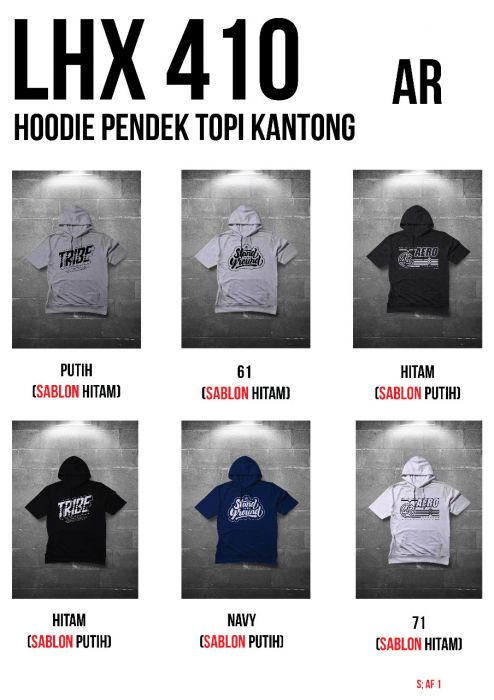 LHX 410
AR
HOODIE PENDEK TOPI KANTONG
TRIBE
Stand
Ground
AERO
PUTIH
(SABLON HITAM)
61
(SABLON HITAM)
HITAM
(SABLON PUTIH)
TRIBE
Stand
Ground
AERO
HITAM
(SABLON PUTIH)
NAVY
(SABLON PUTIH)
71
(SABLON HITAM)
S; AF 1